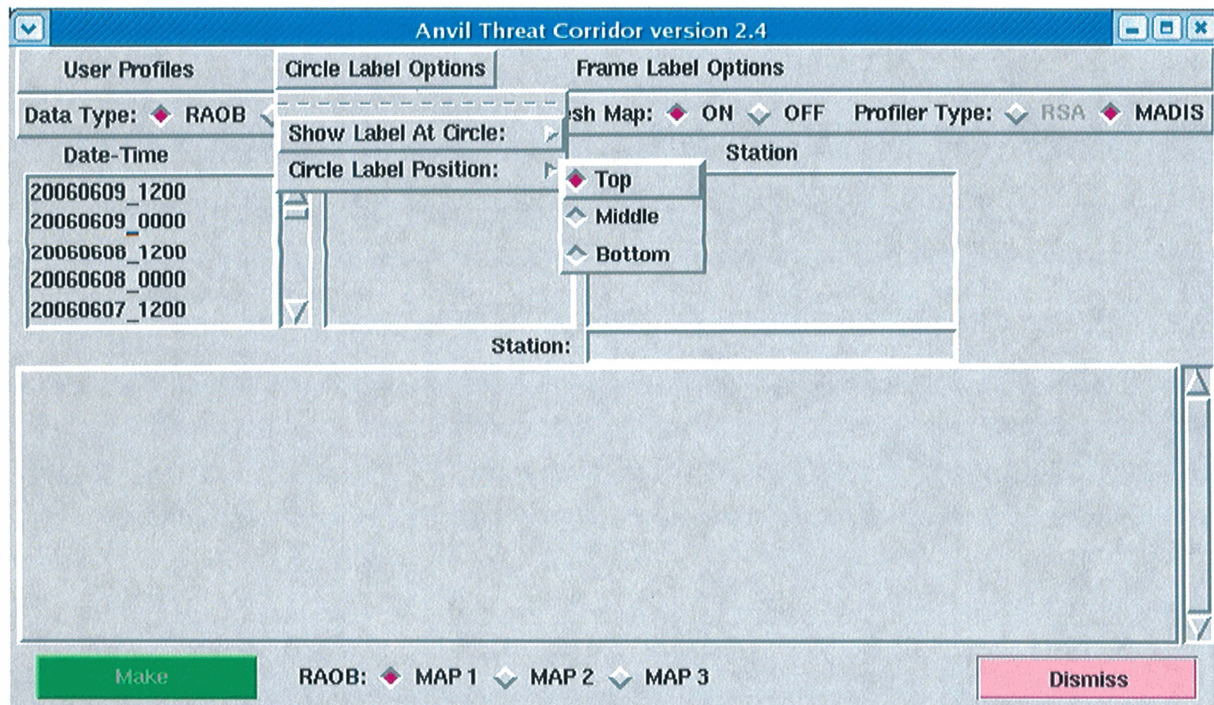 Anvil Threat Corridor version 2.4
User Profiles Circle Label Options Frame Label Options
Data Type: RAOB sh Map: ON OFF Profiler Type: RSA MADIS
Show Label At Circle:
Date-Time Station
Circle Label Position:
Top
Middle
Bottom
20060609_1200
20060609_0000
20060608_1200
20060608_0000
20060607_1200
Station:
Make RAOB: MAP 1 MAP 2 MAP 3 Dismiss